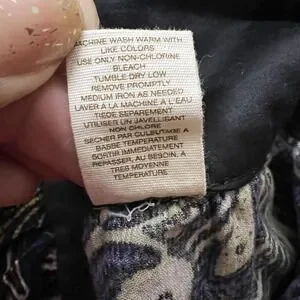 MACHINE WASH WARM WITH
LIKE COLORS
USE ONLY NON-CHLORINE
BLEACH
TUMBLE DRY LOW
REMOVE PROMPTLY
MEDIUM IRON AS NEEDED
LAVER À LA MACHINE A L'EAU
TIEDE SEPAREMENT
UTILISER UN JAVELLISANT
NON CHLORE
SECHER PAR CULBUTAGE A
BASSE TEMPERATURE
SORTIR IMMEDIATEMENT
REPASSER, AU BESOIN, A
TRES MOYENNE
TEMPERATURE